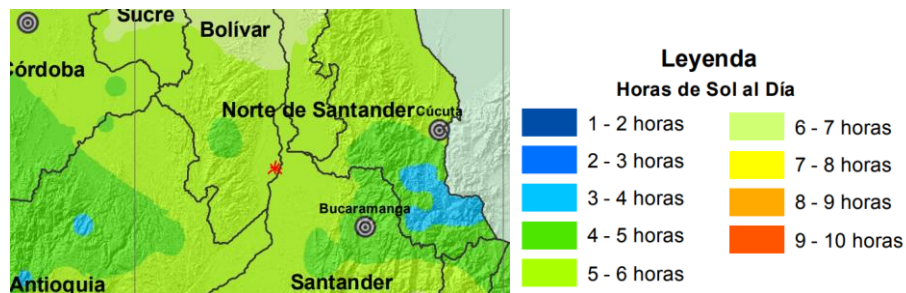 Sucre
Bolívar
Córdoba
Norte de Santander
Cúcuta
Bucaramanga
Antioquia
Santander
Leyenda
Horas de Sol al Día
1 - 2 horas
2 - 3 horas
3 - 4 horas
4 - 5 horas
5 - 6 horas
6 - 7 horas
7 - 8 horas
8 - 9 horas
9 - 10 horas